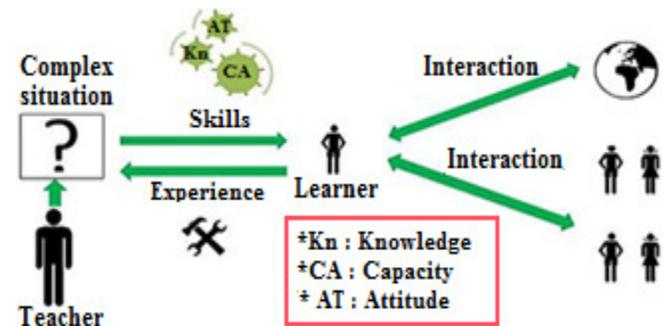 AT
Kn
CA
Complex
situation
?
Skills
Experience
Learner
Teacher
Interaction
Interaction
*Kn : Knowledge
*CA : Capacity
* AT : Attitude